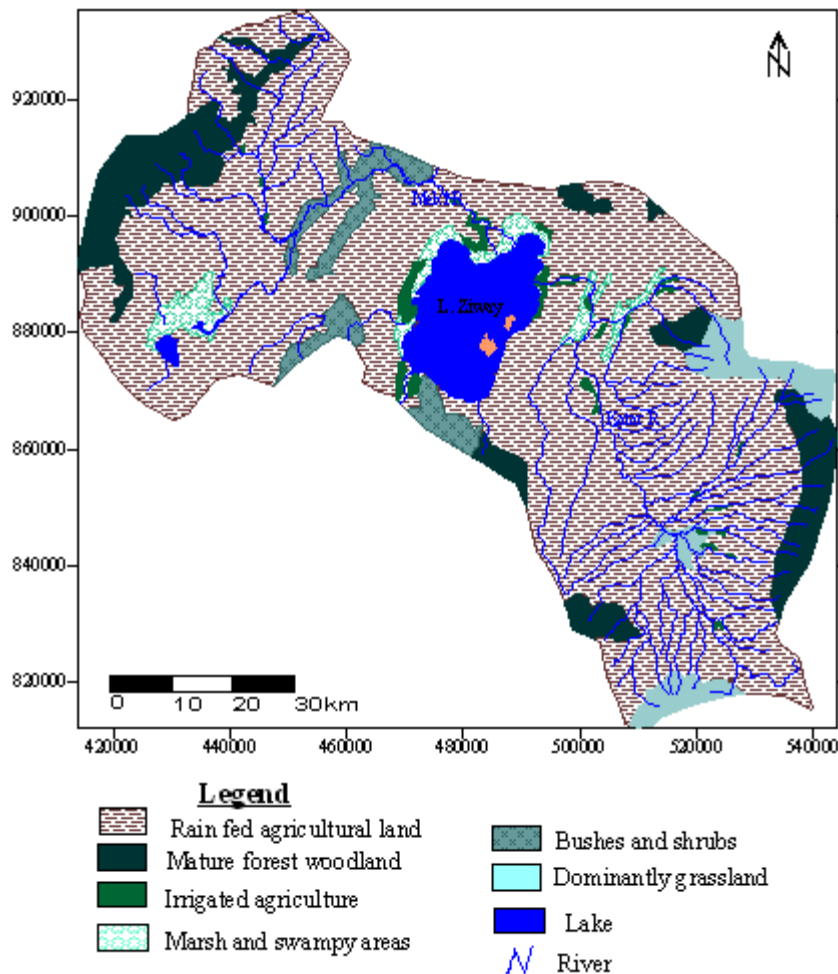 N
920000
900000
880000
860000
840000
820000
L. Ziway
0 10 20 30km
420000 440000 460000 480000 500000 520000 540000
Legend
Rain fed agricultural land
Mature forest woodland
Irrigated agriculture
Marsh and swampy areas
Bushes and shrubs
Dominantly grassland
Lake
River